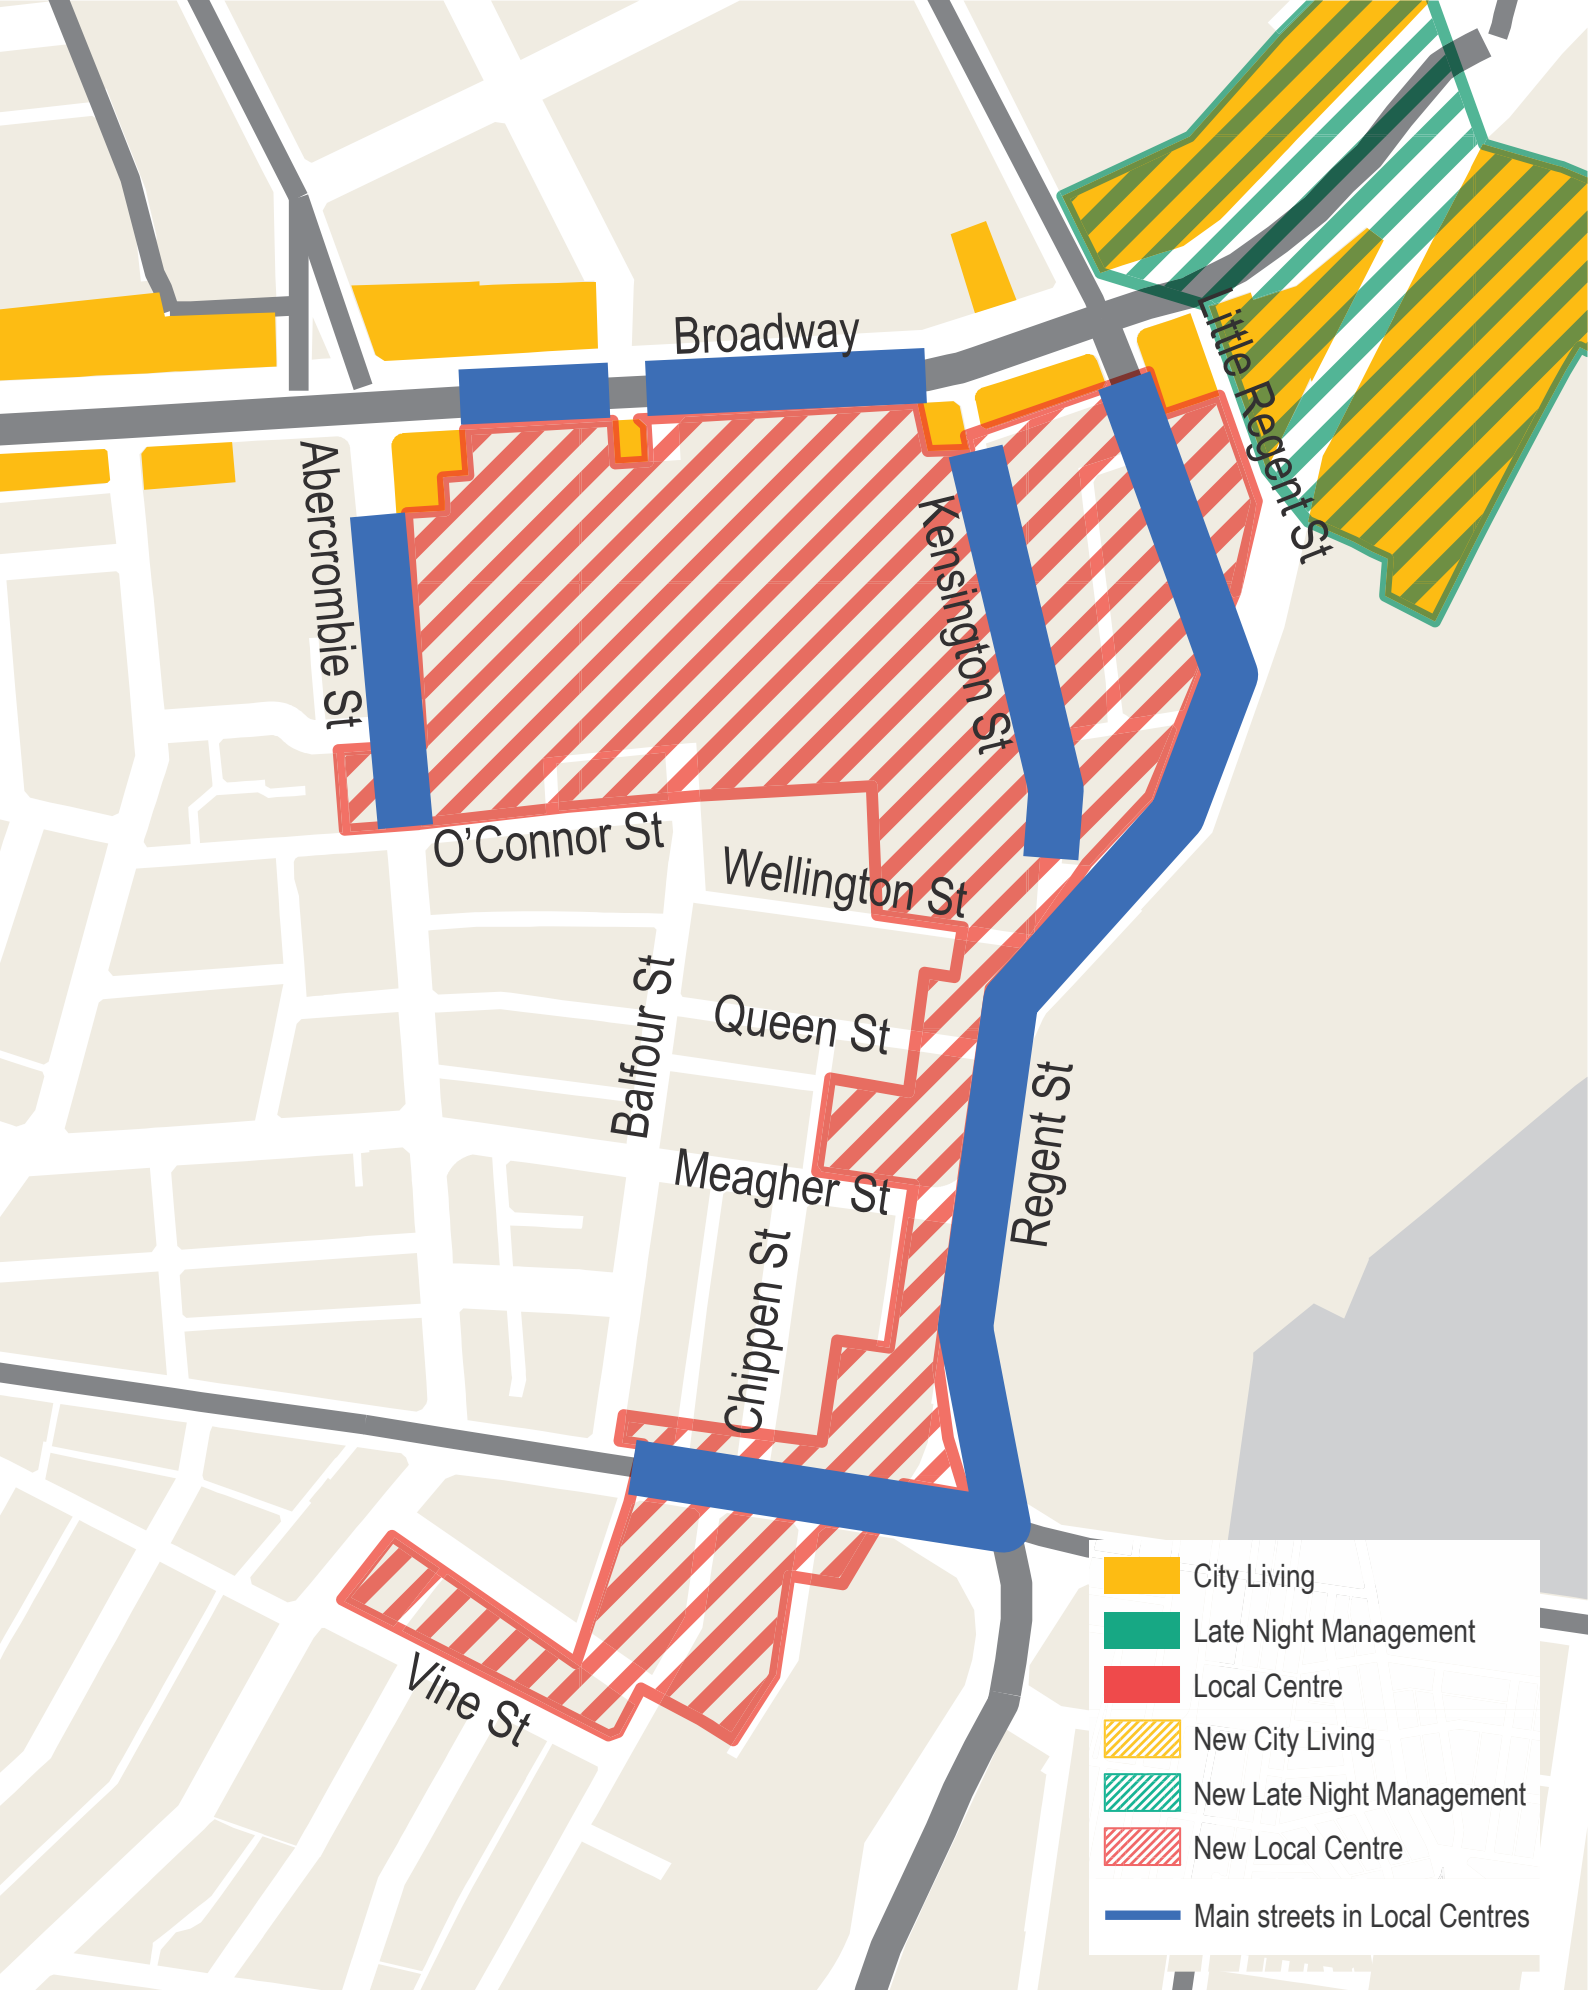 Broadway
Little Regent St
Abercrombie St
Kensington St
O'Connor St
Wellington St
Balfour St
Queen St
Regent St
Meagher St
Chippen St
Vine St
City Living
Late Night Management
Local Centre
New City Living
New Late Night Management
New Local Centre
Main streets in Local Centres